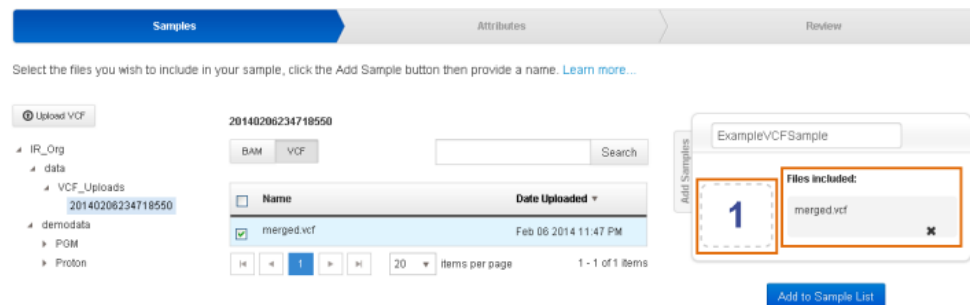 Samples
Attributes
Review
Select the files you wish to include in your sample, click the Add Sample button then provide a name. Learn more...
Upload VCF
IR_Org
data
VCF_Uploads
20140206234718550
demodata
PGM
Proton
20140206234718550
BAM VCF
Search
Name Date Uploaded
merged.vcf Feb 06 2014 11:47 PM
1 20 items per page 1 - 1 of 1 items
Add Samples
ExampleVCFSample
1
Files included:
merged.vcf
Add to Sample List